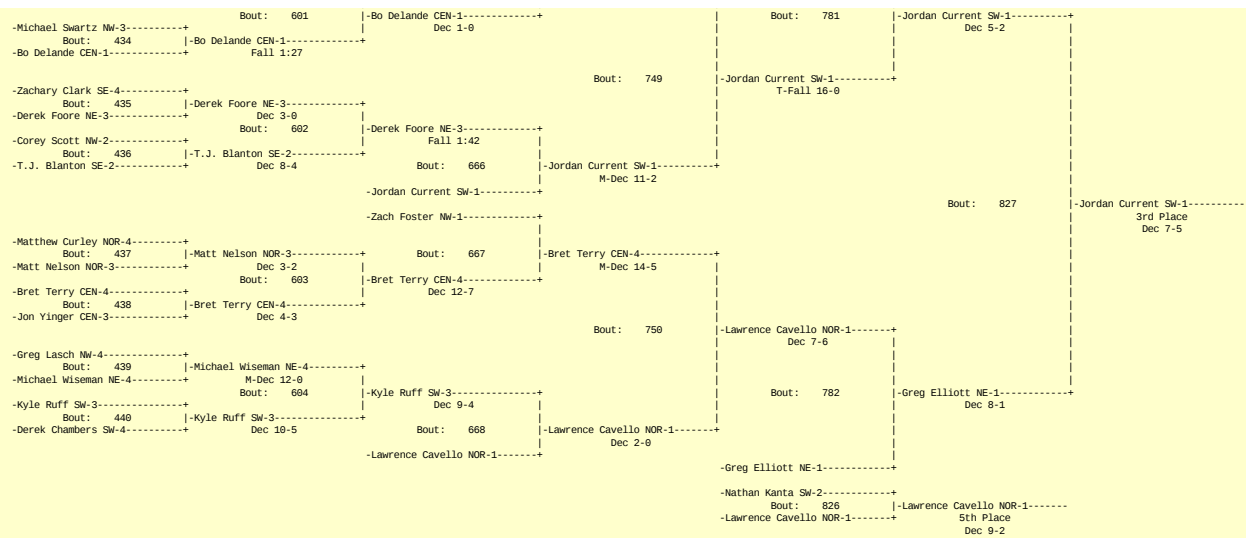 Bout: 601 |-Bo Delande CEN-1-------------+ | Bout: 781 |-Jordan Current SW-1---------+
-Michael Swartz NW-3---------+ Dec 1-0 | | Dec 5-2 |
Bout: 434 |-Bo Delande CEN-1------------+ | | |
-Bo Delande CEN-1------------+ Fall 1:27 | | |
| | |
Bout: 749 |-Jordan Current SW-1---------+ |
-Zachary Clark SE-4----------+ | T-Fall 16-0 |
Bout: 435 |-Derek Foore NE-3------------+ | |
-Derek Foore NE-3------------+ Dec 3-0 | | |
Bout: 602 |-Derek Foore NE-3------------+ | |
-Corey Scott NW-2------------+ | Fall 1:42 | | |
Bout: 436 |-T.J. Blanton SE-2-----------+ | | |
-T.J. Blanton SE-2-----------+ Dec 8-4 Bout: 666 |-Jordan Current SW-1---------+ |
| M-Dec 11-2 |
-Jordan Current SW-1---------+ |
Bout: 827 |-Jordan Current SW-1----------
-Zach Foster NW-1------------+ | 3rd Place
| | Dec 7-5
-Matthew Curley NOR-4--------+ | |
Bout: 437 |-Matt Nelson NOR-3-----------+ Bout: 667 |-Bret Terry CEN-4------------+ |
-Matt Nelson NOR-3-----------+ Dec 3-2 | | M-Dec 14-5 | |
Bout: 603 |-Bret Terry CEN-4------------+ | |
-Bret Terry CEN-4------------+ | Dec 12-7 | |
Bout: 438 |-Bret Terry CEN-4------------+ | |
-Jon Yinger CEN-3------------+ Dec 4-3 | |
Bout: 750 |-Lawrence Cavello NOR-1-------+ |
| Dec 7-6 | |
-Greg Lasch NW-4-------------+ | | |
Bout: 439 |-Michael Wiseman NE-4--------+ | | |
-Michael Wiseman NE-4--------+ M-Dec 12-0 | | | |
Bout: 604 |-Kyle Ruff SW-3--------------+ | Bout: 782 |-Greg Elliott NE-1-----------+
-Kyle Ruff SW-3--------------+ | Dec 9-4 | | | Dec 8-1
Bout: 440 |-Kyle Ruff SW-3--------------+ | | |
-Derek Chambers SW-4---------+ Dec 10-5 Bout: 668 |-Lawrence Cavello NOR-1-------+ |
| Dec 2-0 |
-Lawrence Cavello NOR-1-------+ |
-Greg Elliott NE-1-----------+
-Nathan Kanta SW-2-----------+
Bout: 826 |-Lawrence Cavello NOR-1-------
-Lawrence Cavello NOR-1-------+ 5th Place
Dec 9-2